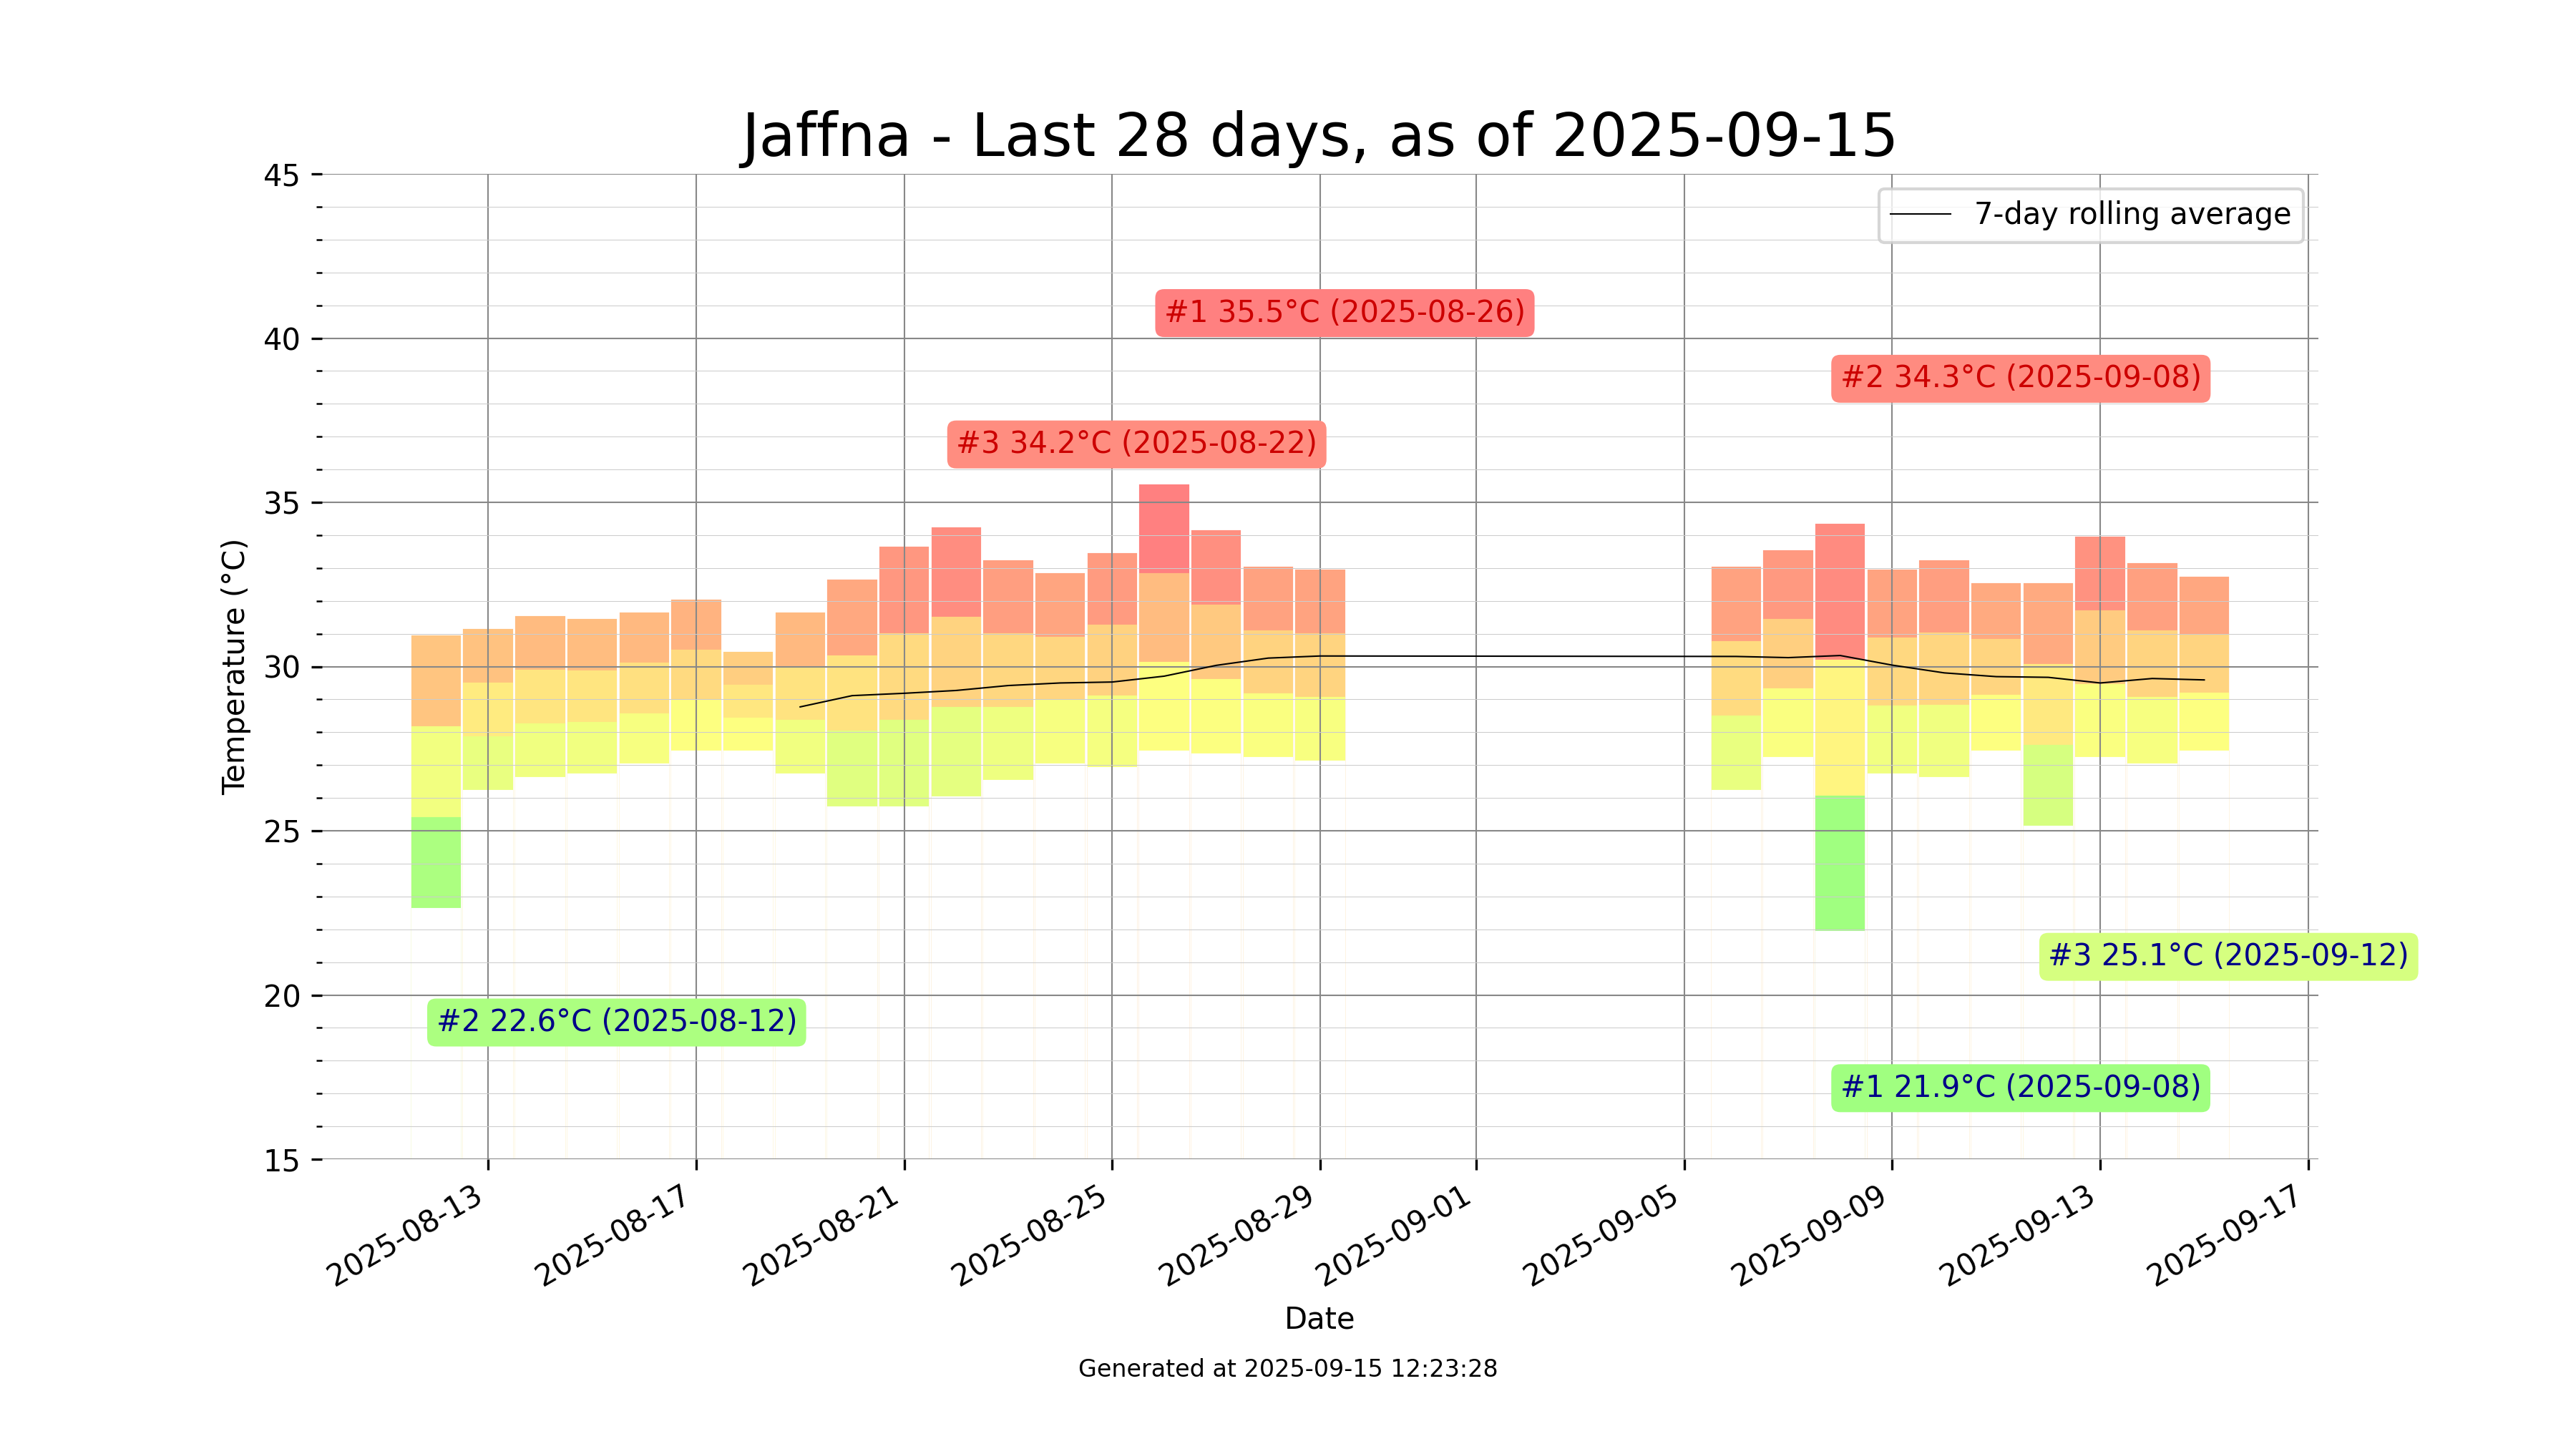 Jaffna - Last 28 days, as of 2025-09-15
45
7-day rolling average
#1 35.5°C (2025-08-26)
40
#2 34.3°C (2025-09-08)
#3 34.2°C (2025-08-22)
35
Temperature (°C)
30
25
#3 25.1°C (2025-09-12)
20
#2 22.6°C (2025-08-12)
#1 21.9°C (2025-09-08)
15
2025-08-13
2025-08-17
2025-08-21
2025-08-25
2025-08-29
2025-09-01
2025-09-05
2025-09-09
2025-09-13
2025-09-17
Date
Generated at 2025-09-15 12:23:28